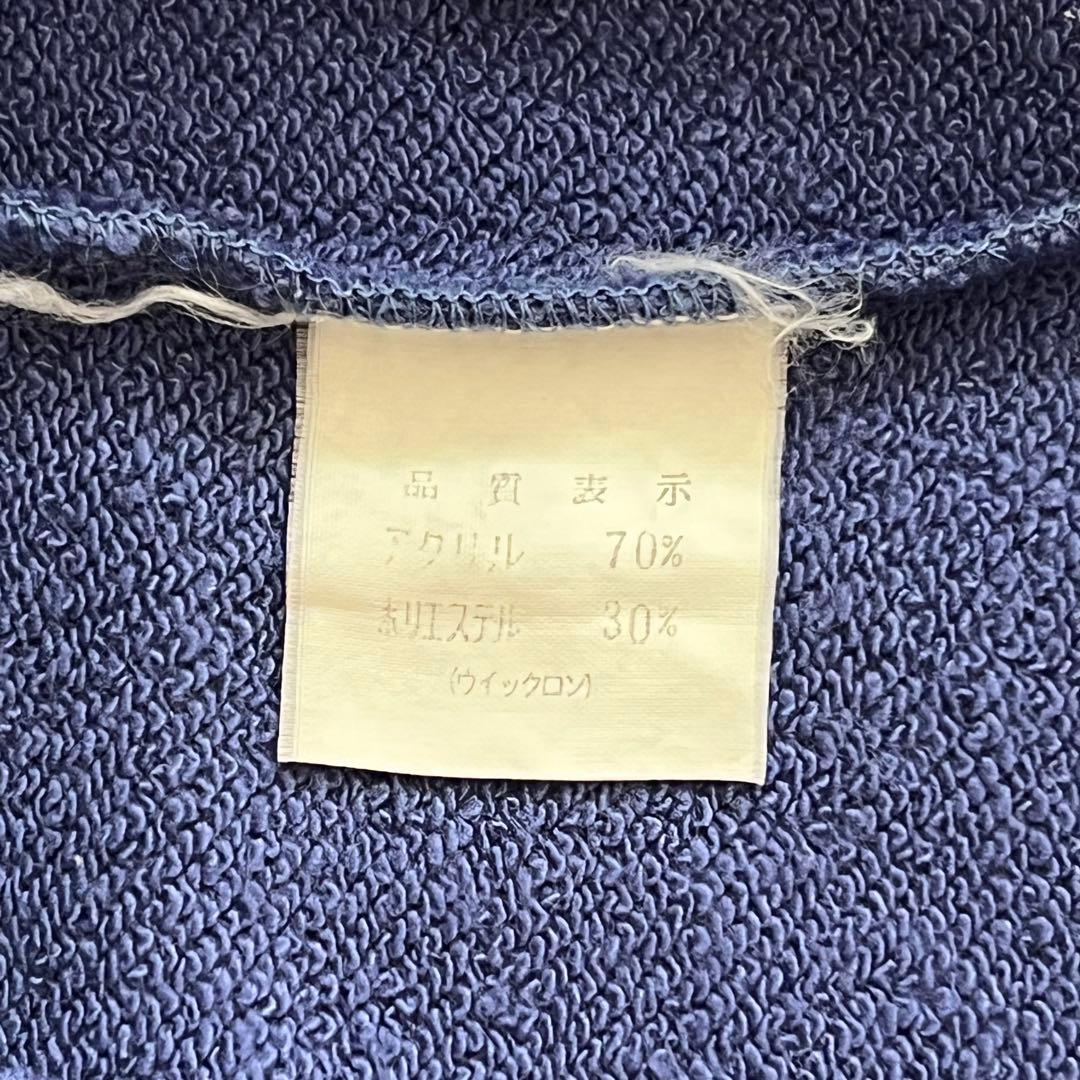 品質表示
アクリル 70%
ポリエステル 30%
(ウイックロン)